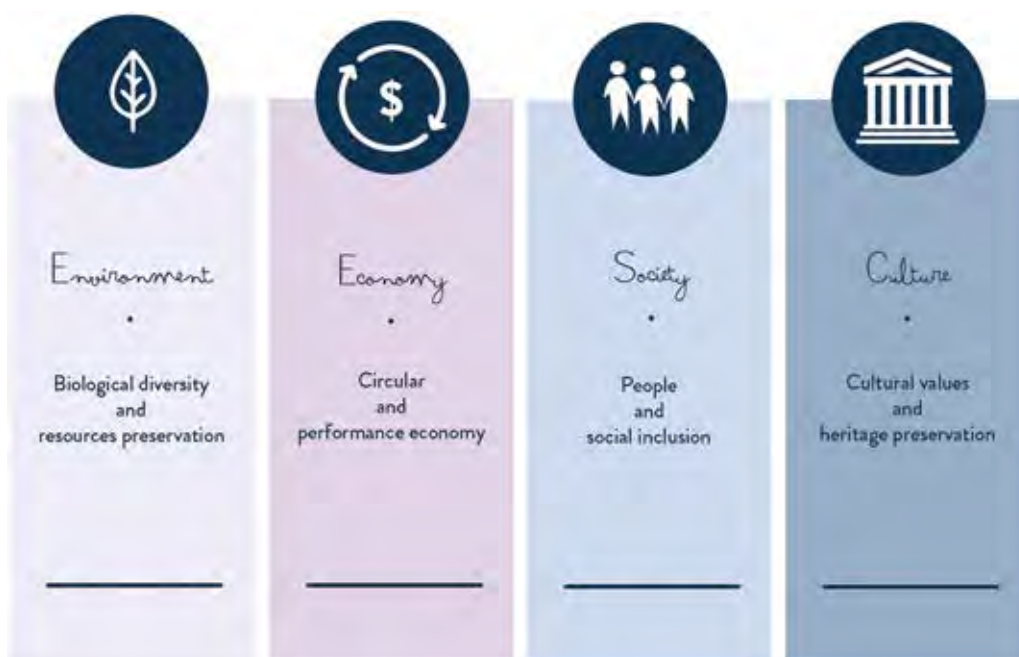 $
Environment
•
Biological diversity
and
resources preservation
Economy
•
Circular
and
performance economy
Society
•
People
and
social inclusion
Culture
•
Cultural values
and
heritage preservation